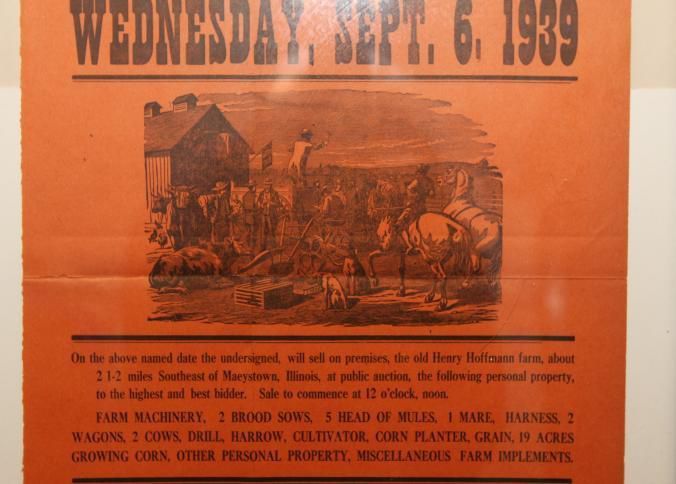 WEDNESDAY, SEPT. 6, 1939
On the above named date the undersigned, will sell on premises, the old Henry Hoffmann farm, about
2 1-2 miles Southeast of Maeystown, Illinois, at public auction, the following personal property,
to the highest and best bidder. Sale to commence at 12 o'clock, noon.
FARM MACHINERY, 2 BROOD SOWS, 5 HEAD OF MULES, 1 MARE, HARNESS, 2
WAGONS, 2 COWS, DRILL, HARROW, CULTIVATOR, CORN PLANTER, GRAIN, 19 ACRES
GROWING CORN, OTHER PERSONAL PROPERTY, MISCELLANEOUS FARM IMPLEMENTS.